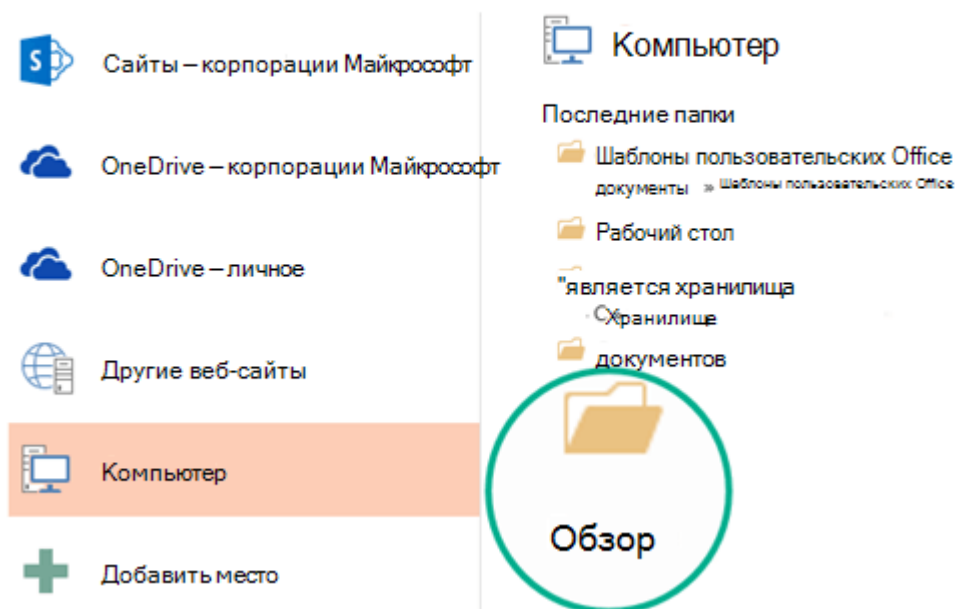 Сайты – корпорации Майкрософт
OneDrive – корпорации Майкрософт
OneDrive – личное
Другие веб-сайты
Компьютер
Добавить место
Компьютер
Последние папки
Шаблоны пользовательских Office
документы » Шаблоны пользовательских Office
Рабочий стол
"является хранилища
Хранилище
документов
Обзор